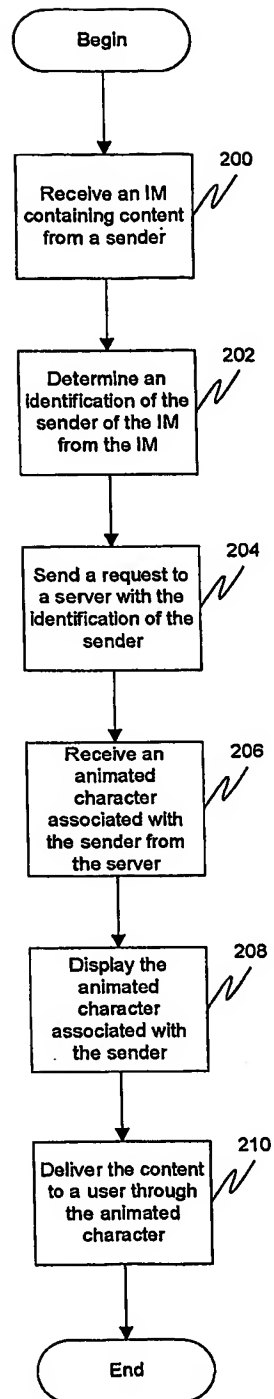 Begin
200
Receive an IM
containing content
from a sender
202
Determine an
identification of the
sender of the IM
from the IM
204
Send a request to
a server with the
identification of the
sender
206
Receive an
animated
character
associated with
the sender from
the server
208
Display the
animated
character
associated with
the sender
210
Deliver the content
to a user through
the animated
character
End